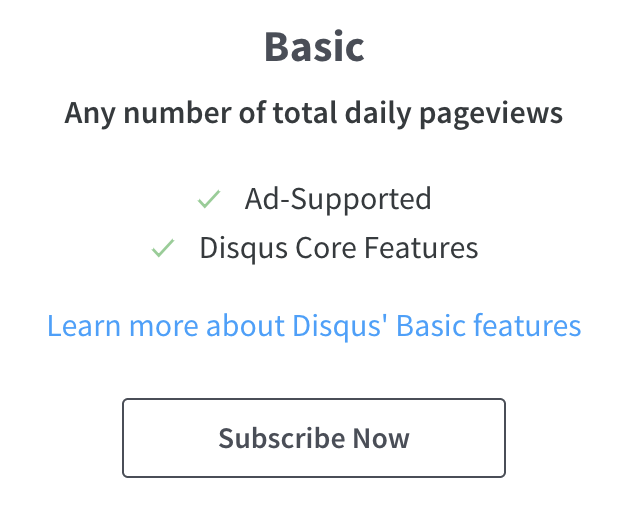 Basic
Any number of total daily pageviews
Ad-Supported
Disqus Core Features
Learn more about Disqus' Basic features
Subscribe Now